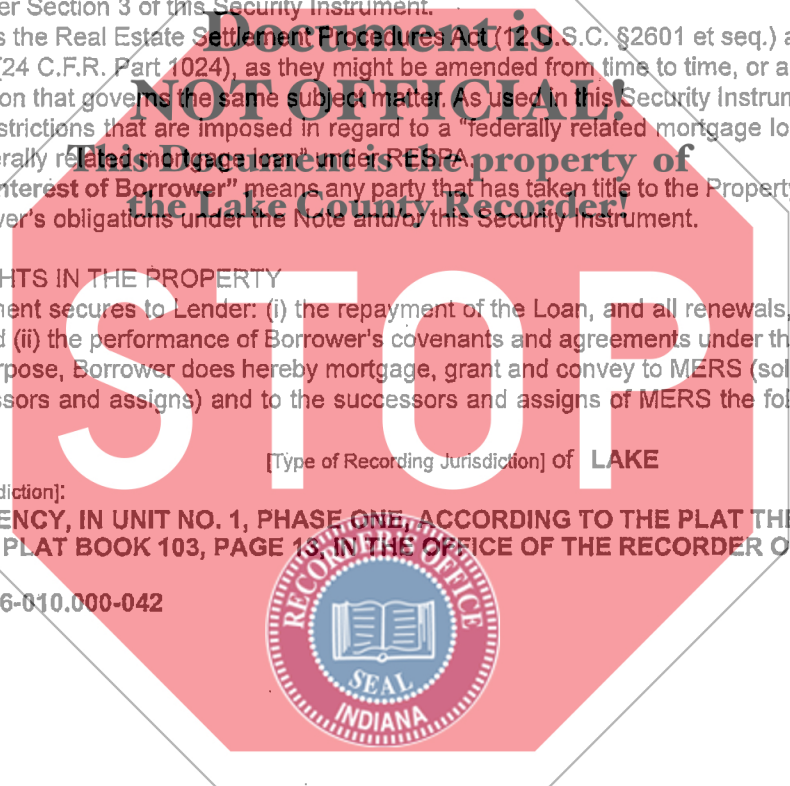 er Section 3 of this Security Instrument.
Document is
s the Real Estate Settlement Procedures Act (12 U.S.C. §2601 et seq.) a
(24 C.F.R. Part 1024), as they might be amended from time to time, or a
NOT OFFICIAL!
on that governs the same subject matter. As used in this Security Instrum
strictions that are imposed in regard to a "federally related mortgage lo
This Document is the property of
erally related mortgage loan" under RESPA.
nterest of Borrower" means any party that has taken title to the Property
the Lake County Recorder!
ver's obligations under the Note and/or this Security Instrument.
HTS IN THE PROPERTY
ent secures to Lender: (i) the repayment of the Loan, and all renewals,
d (ii) the performance of Borrower's covenants and agreements under th
rpose, Borrower does hereby mortgage, grant and convey to MERS (sol
ssors and assigns) and to the successors and assigns of MERS the fol
STOP
[Type of Recording Jurisdiction] of LAKE
diction]:
ENCY, IN UNIT NO. 1, PHASE ONE, ACCORDING TO THE PLAT THE
PLAT BOOK 103, PAGE 13, IN THE OFFICE OF THE RECORDER O
6-010.000-042
RECORDER'S OFFICE
SEAL
INDIANA